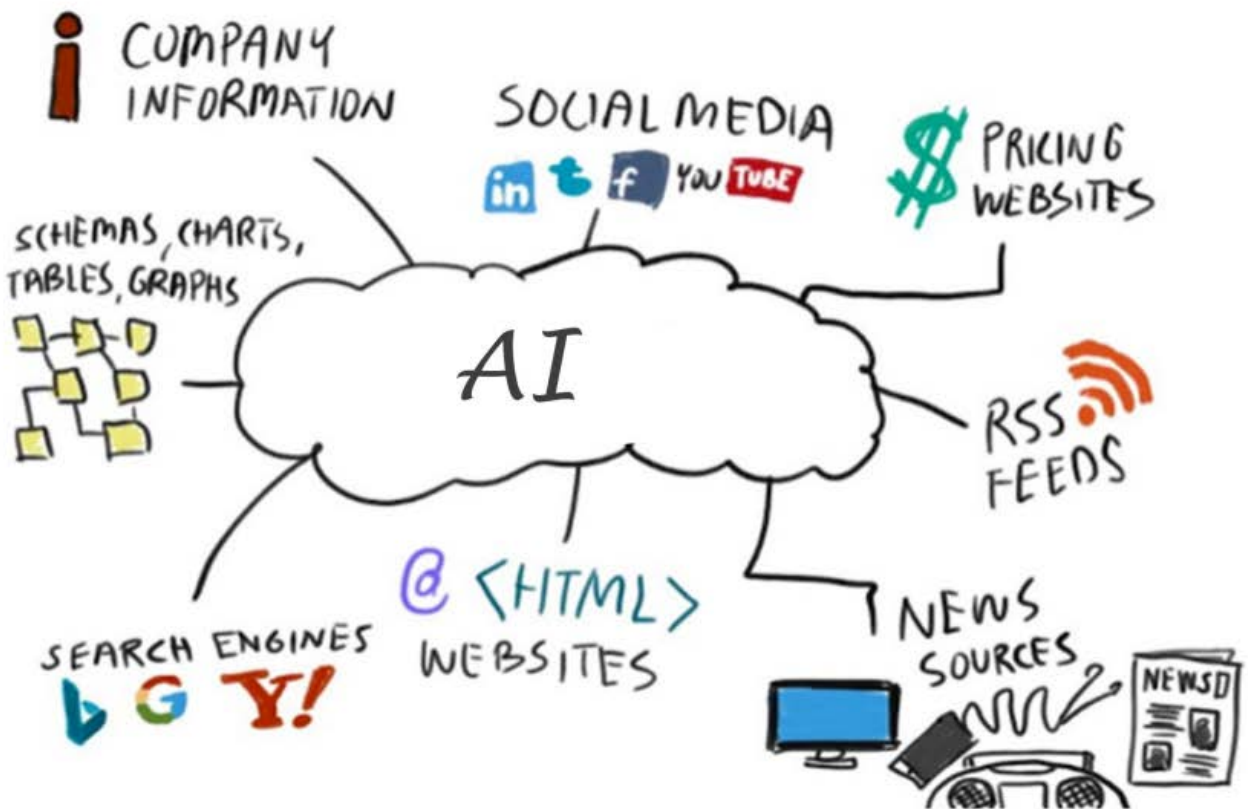 COMPANY
INFORMATION
SOCIAL MEDIA
in f YOU TUBE
$ PRICING
WEBSITES
SCHEMAS, CHARTS,
TABLES, GRAPHS
AI
RSS
FEEDS
@ <HTML>
WEBSITES
SEARCH ENGINES
b G Y!
NEWS
SOURCES
NEWS